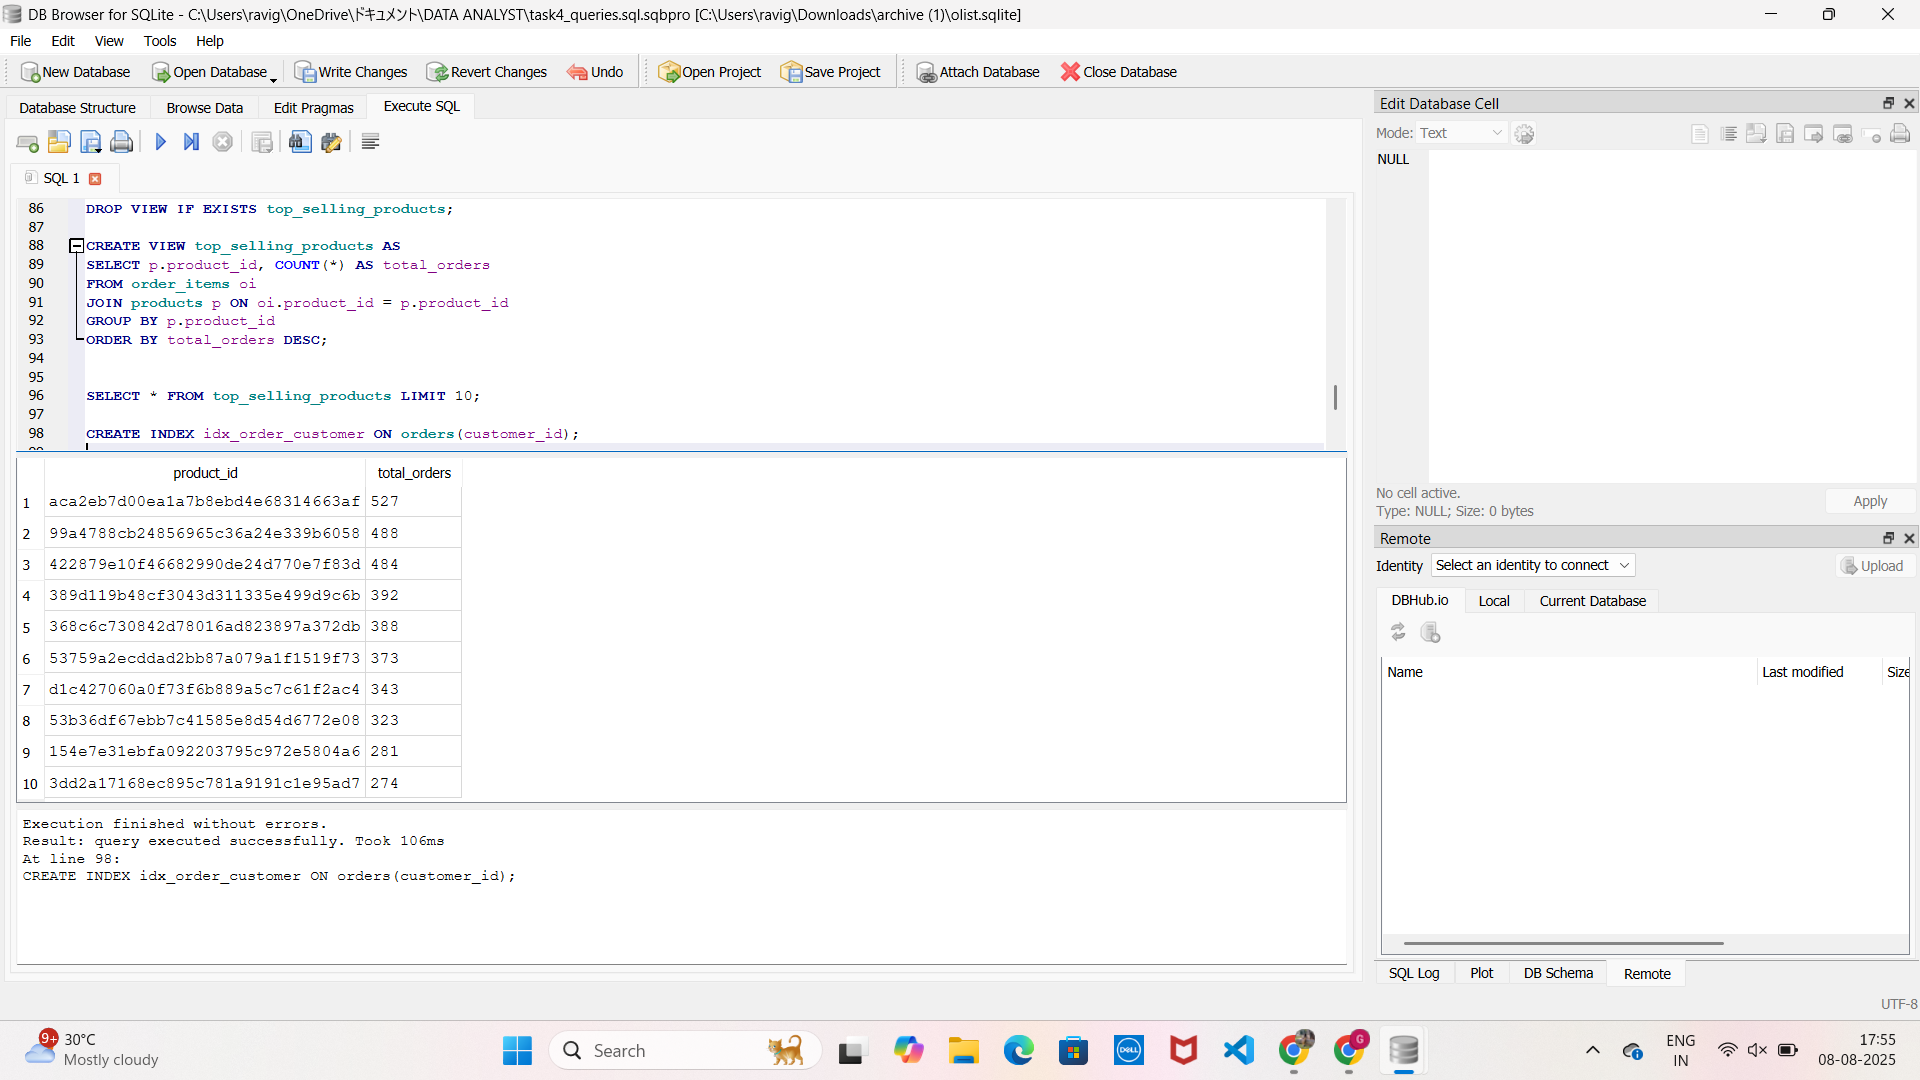 DB Browser for SQLite - C:\Users\ravig\OneDrive\ドキュメント\DATA ANALYST\task4_queries.sql.sqbpro [C:\Users\ravig\Downloads\archive (1)\olist.sqlite]
File Edit View Tools Help
New Database Open Database Write Changes Revert Changes Undo Open Project Save Project Attach Database Close Database
Database Structure Browse Data Edit Pragmas Execute SQL
SQL 1
86 DROP VIEW IF EXISTS top_selling_products;
87
88 CREATE VIEW top_selling_products AS
89 SELECT p.product_id, COUNT(*) AS total_orders
90 FROM order_items oi
91 JOIN products p ON oi.product_id = p.product_id
92 GROUP BY p.product_id
93 ORDER BY total_orders DESC;
94
95
96 SELECT * FROM top_selling_products LIMIT 10;
97
98 CREATE INDEX idx_order_customer ON orders(customer_id);
product_id total_orders
1 aca2eb7d00ea1a7b8ebd4e68314663af 527
2 99a4788cb24856965c36a24e339b6058 488
3 422879e10f46682990de24d770e7f83d 484
4 389d119b48cf3043d311335e499d9c6b 392
5 368c6c730842d78016ad823897a372db 388
6 53759a2ecddad2bb87a079a1f1519f73 373
7 d1c427060a0f73f6b889a5c7c61f2ac4 343
8 53b36df67ebb7c41585e8d54d6772e08 323
9 154e7e31ebfa092203795c972e5804a6 281
10 3dd2a17168ec895c781a9191c1e95ad7 274
Execution finished without errors.
Result: query executed successfully. Took 106ms
At line 98:
CREATE INDEX idx_order_customer ON orders(customer_id);
Edit Database Cell
Mode: Text
NULL
No cell active.
Type: NULL; Size: 0 bytes
Apply
Remote
Identity Select an identity to connect Upload
DBHub.io Local Current Database
Name Last modified Size
SQL Log Plot DB Schema Remote
UTF-8
9+
30°C
Mostly cloudy
Search
DELL
G
ENG
IN
17:55
08-08-2025